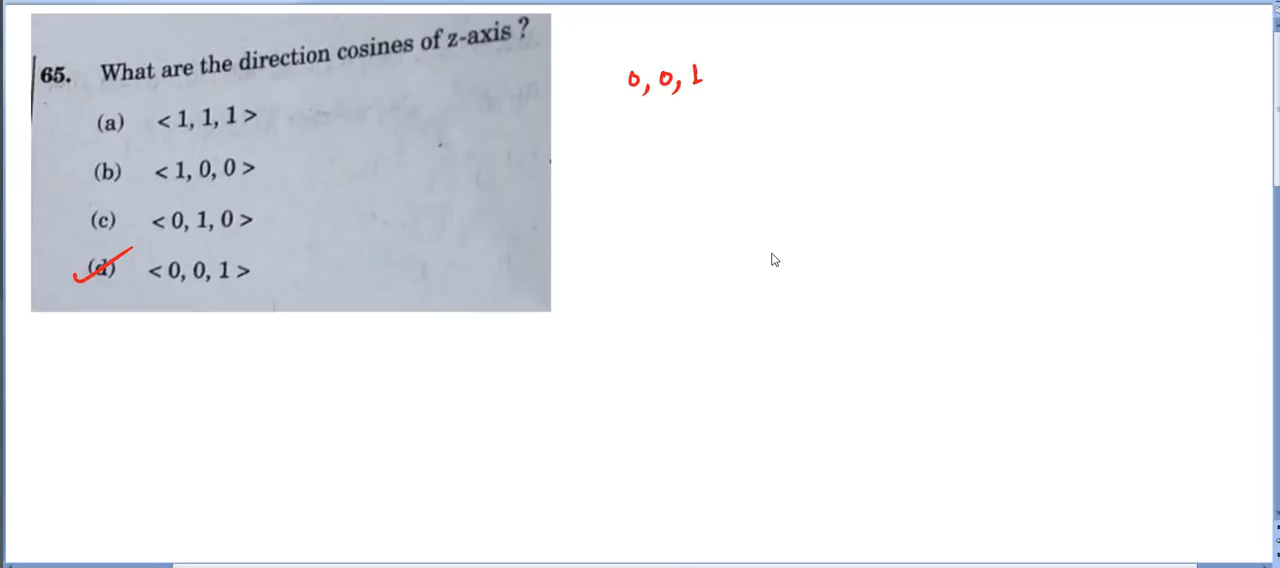 65. What are the direction cosines of z-axis ?
0, 0, 1
(a) < 1, 1, 1 >
(b) < 1, 0, 0 >
(c) < 0, 1, 0 >
(d) < 0, 0, 1 >